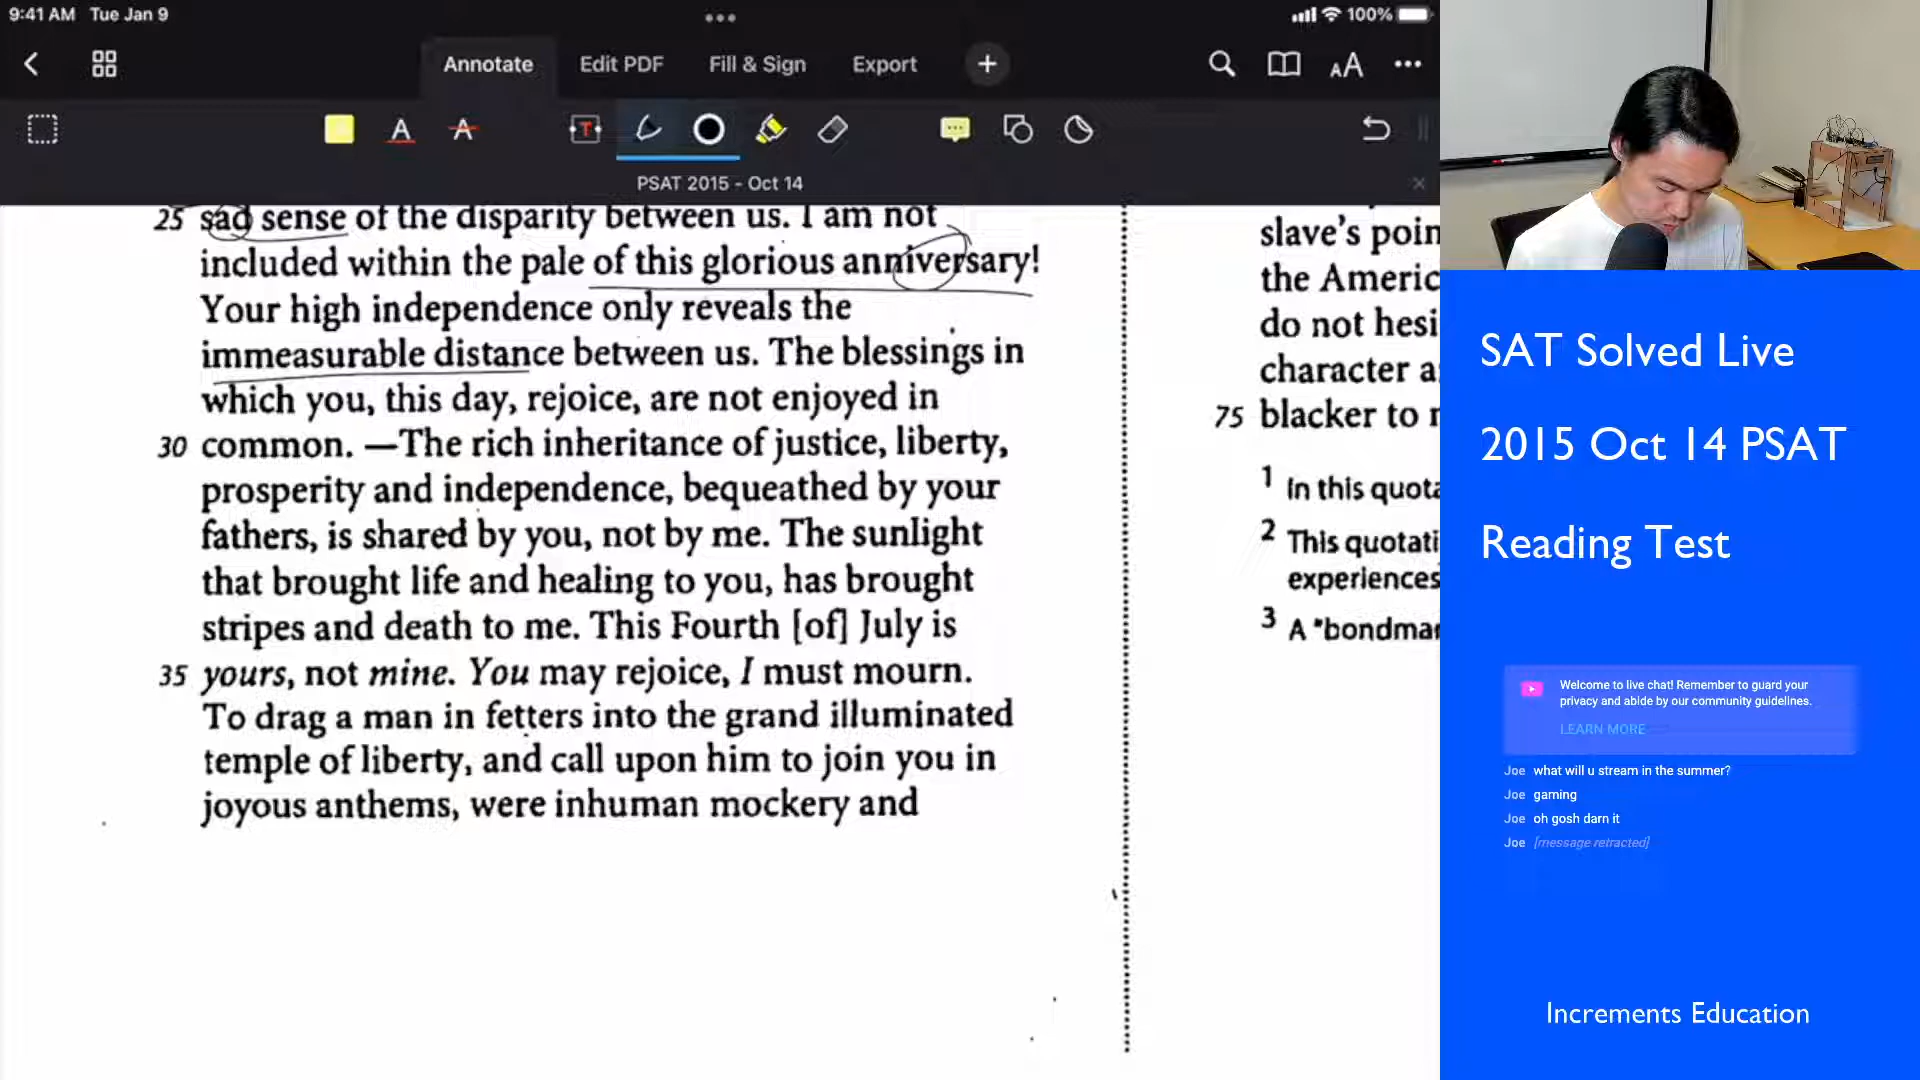 9:41 AM Tue Jan 9
100%
Annotate
Edit PDF
Fill & Sign
Export
PSAT 2015 - Oct 14
25 sad sense of the disparity between us. I am not
included within the pale of this glorious anniversary!
Your high independence only reveals the
immeasurable distance between us. The blessings in
which you, this day, rejoice, are not enjoyed in
30 common. —The rich inheritance of justice, liberty,
prosperity and independence, bequeathed by your
fathers, is shared by you, not by me. The sunlight
that brought life and healing to you, has brought
stripes and death to me. This Fourth [of] July is
35 yours, not mine. You may rejoice, I must mourn.
To drag a man in fetters into the grand illuminated
temple of liberty, and call upon him to join you in
joyous anthems, were inhuman mockery and
slave's
the
do not
character
75 blacker to
1 In this
2 This
experiences
3 A
SAT Solved Live
2015 Oct 14 PSAT
Reading Test
Welcome to live chat! Remember to guard your
privacy and abide by our community guidelines.
LEARN MORE
Joe what will u stream in the summer?
Joe gaming
Joe oh gosh darn it
Joe [message retracted]
Increments Education